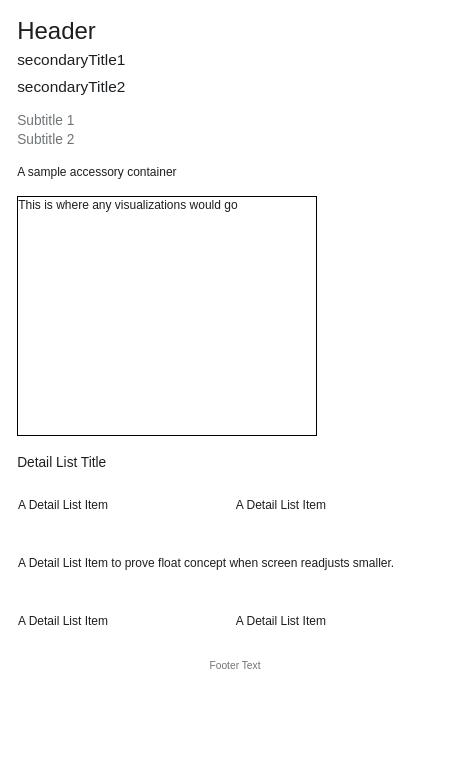 Header
secondaryTitle1
secondaryTitle2
Subtitle 1
Subtitle 2
A sample accessory container
This is where any visualizations would go
Detail List Title
A Detail List Item
A Detail List Item
A Detail List Item to prove float concept when screen readjusts smaller.
A Detail List Item
A Detail List Item
Footer Text